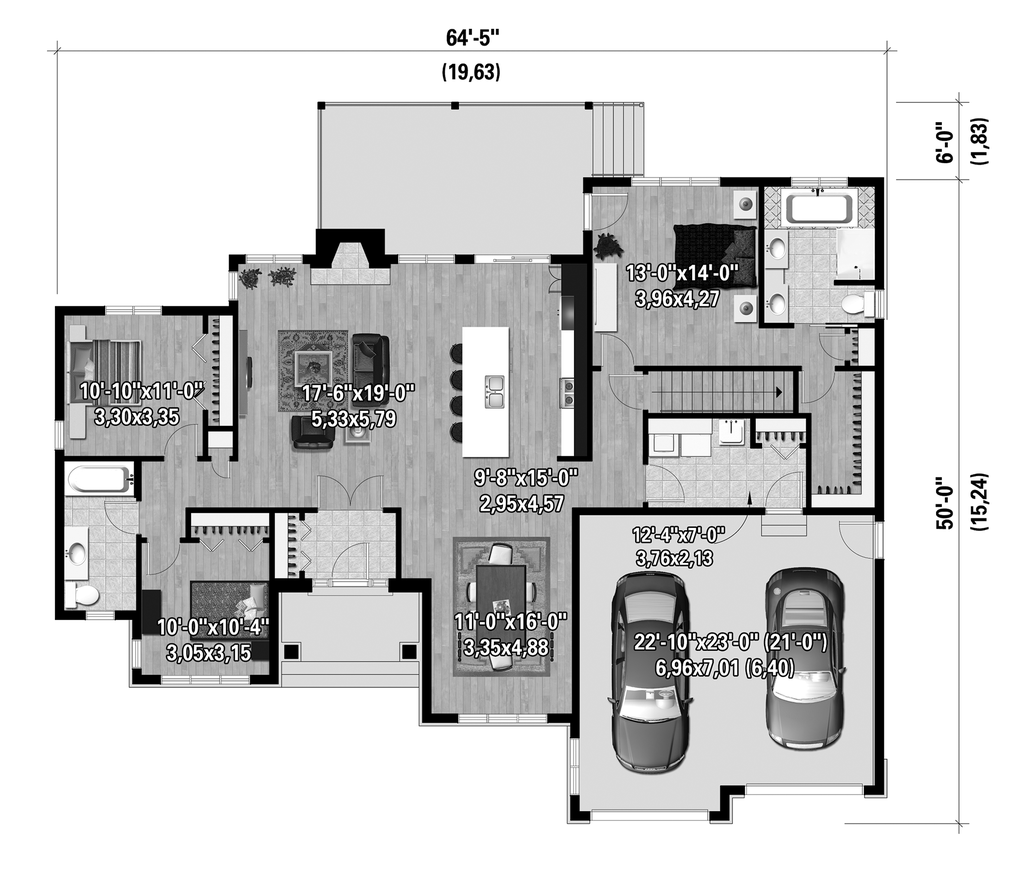 64'-5"
(19,63)
6'-0"
(1,83)
13'-0"x14'-0"
3,96x4,27
10'-10"x11'-0"
3,30x3,35
17'-6"x19'-0"
5,33x5,79
9'-8"x15'-0"
2,95x4,57
50'-0"
(15,24)
12'-4"x7'-0"
3,76x2,13
10'-0"x10'-4"
3,05x3,15
11'-0"x16'-0"
3,35x4,88
22'-10"x23'-0" (21'-0")
6,96x7,01 (6,40)